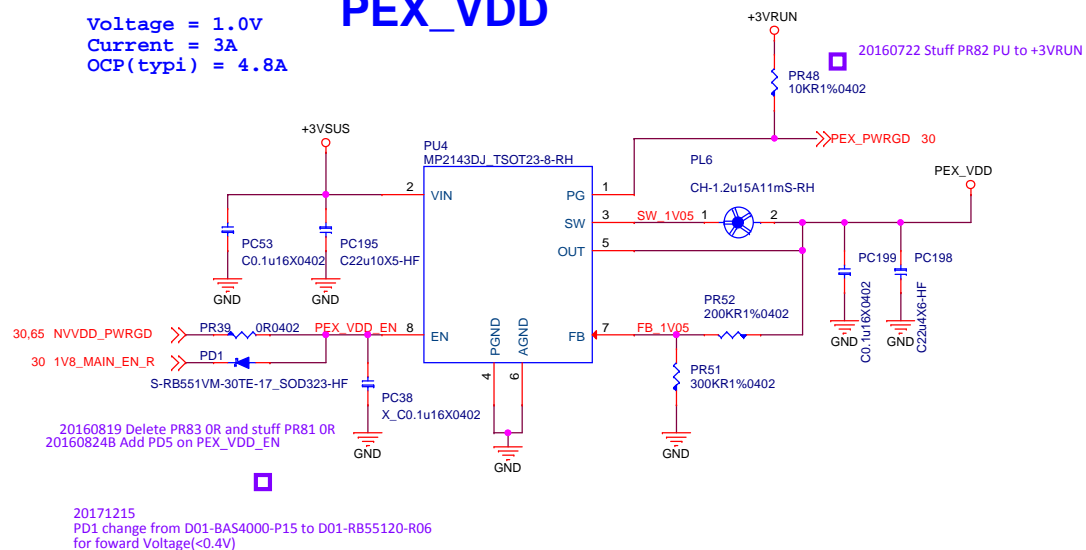 PEX_VDD
Voltage = 1.0V
Current = 3A
OCP(typi) = 4.8A
+3VRUN
20160722 Stuff PR82 PU to +3VRUN
PR48
10KR1%0402
+3VSUS
PU4
MP2143DJ_TSOT23-8-RH
PEX_PWRGD 30
PL6
CH-1.2u15A11mS-RH
PEX_VDD
2 VIN
PG 1
SW 3
SW_1V05 1 2
OUT 5
PC53
C0.1u16X0402
PC195
C22u10X5-HF
GND
GND
PC199
C0.1u16X0402
PC198
C22u4X6-HF
GND
GND
PR52
200KR1%0402
30,65 NVVDD_PWRGD
PR39 0R0402
PEX_VDD_EN 8 EN
FB 7
FB_1V05
30 1V8_MAIN_EN_R
PD1
S-RB551VM-30TE-17_SOD323-HF
PGND
AGND
4
6
PR51
300KR1%0402
PC38
X_C0.1u16X0402
GND
GND
GND
20160819 Delete PR83 0R and stuff PR81 0R
20160824B Add PD5 on PEX_VDD_EN
20171215
PD1 change from D01-BAS4000-P15 to D01-RB55120-R06
for foward Voltage(<0.4V)